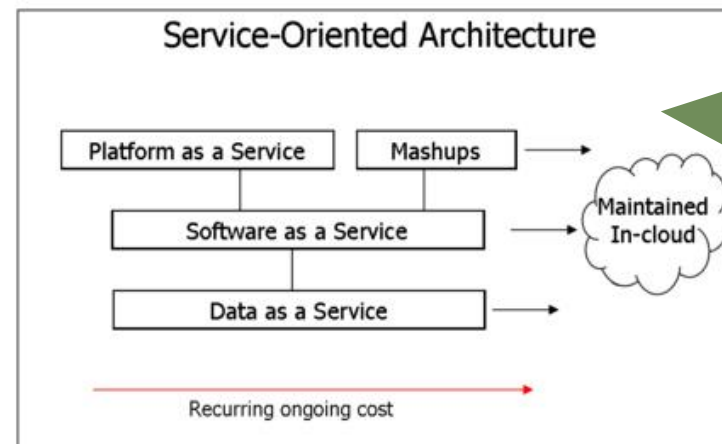 Service-Oriented Architecture
Platform as a Service
Mashups
Maintained
In-cloud
Software as a Service
Data as a Service
Recurring ongoing cost